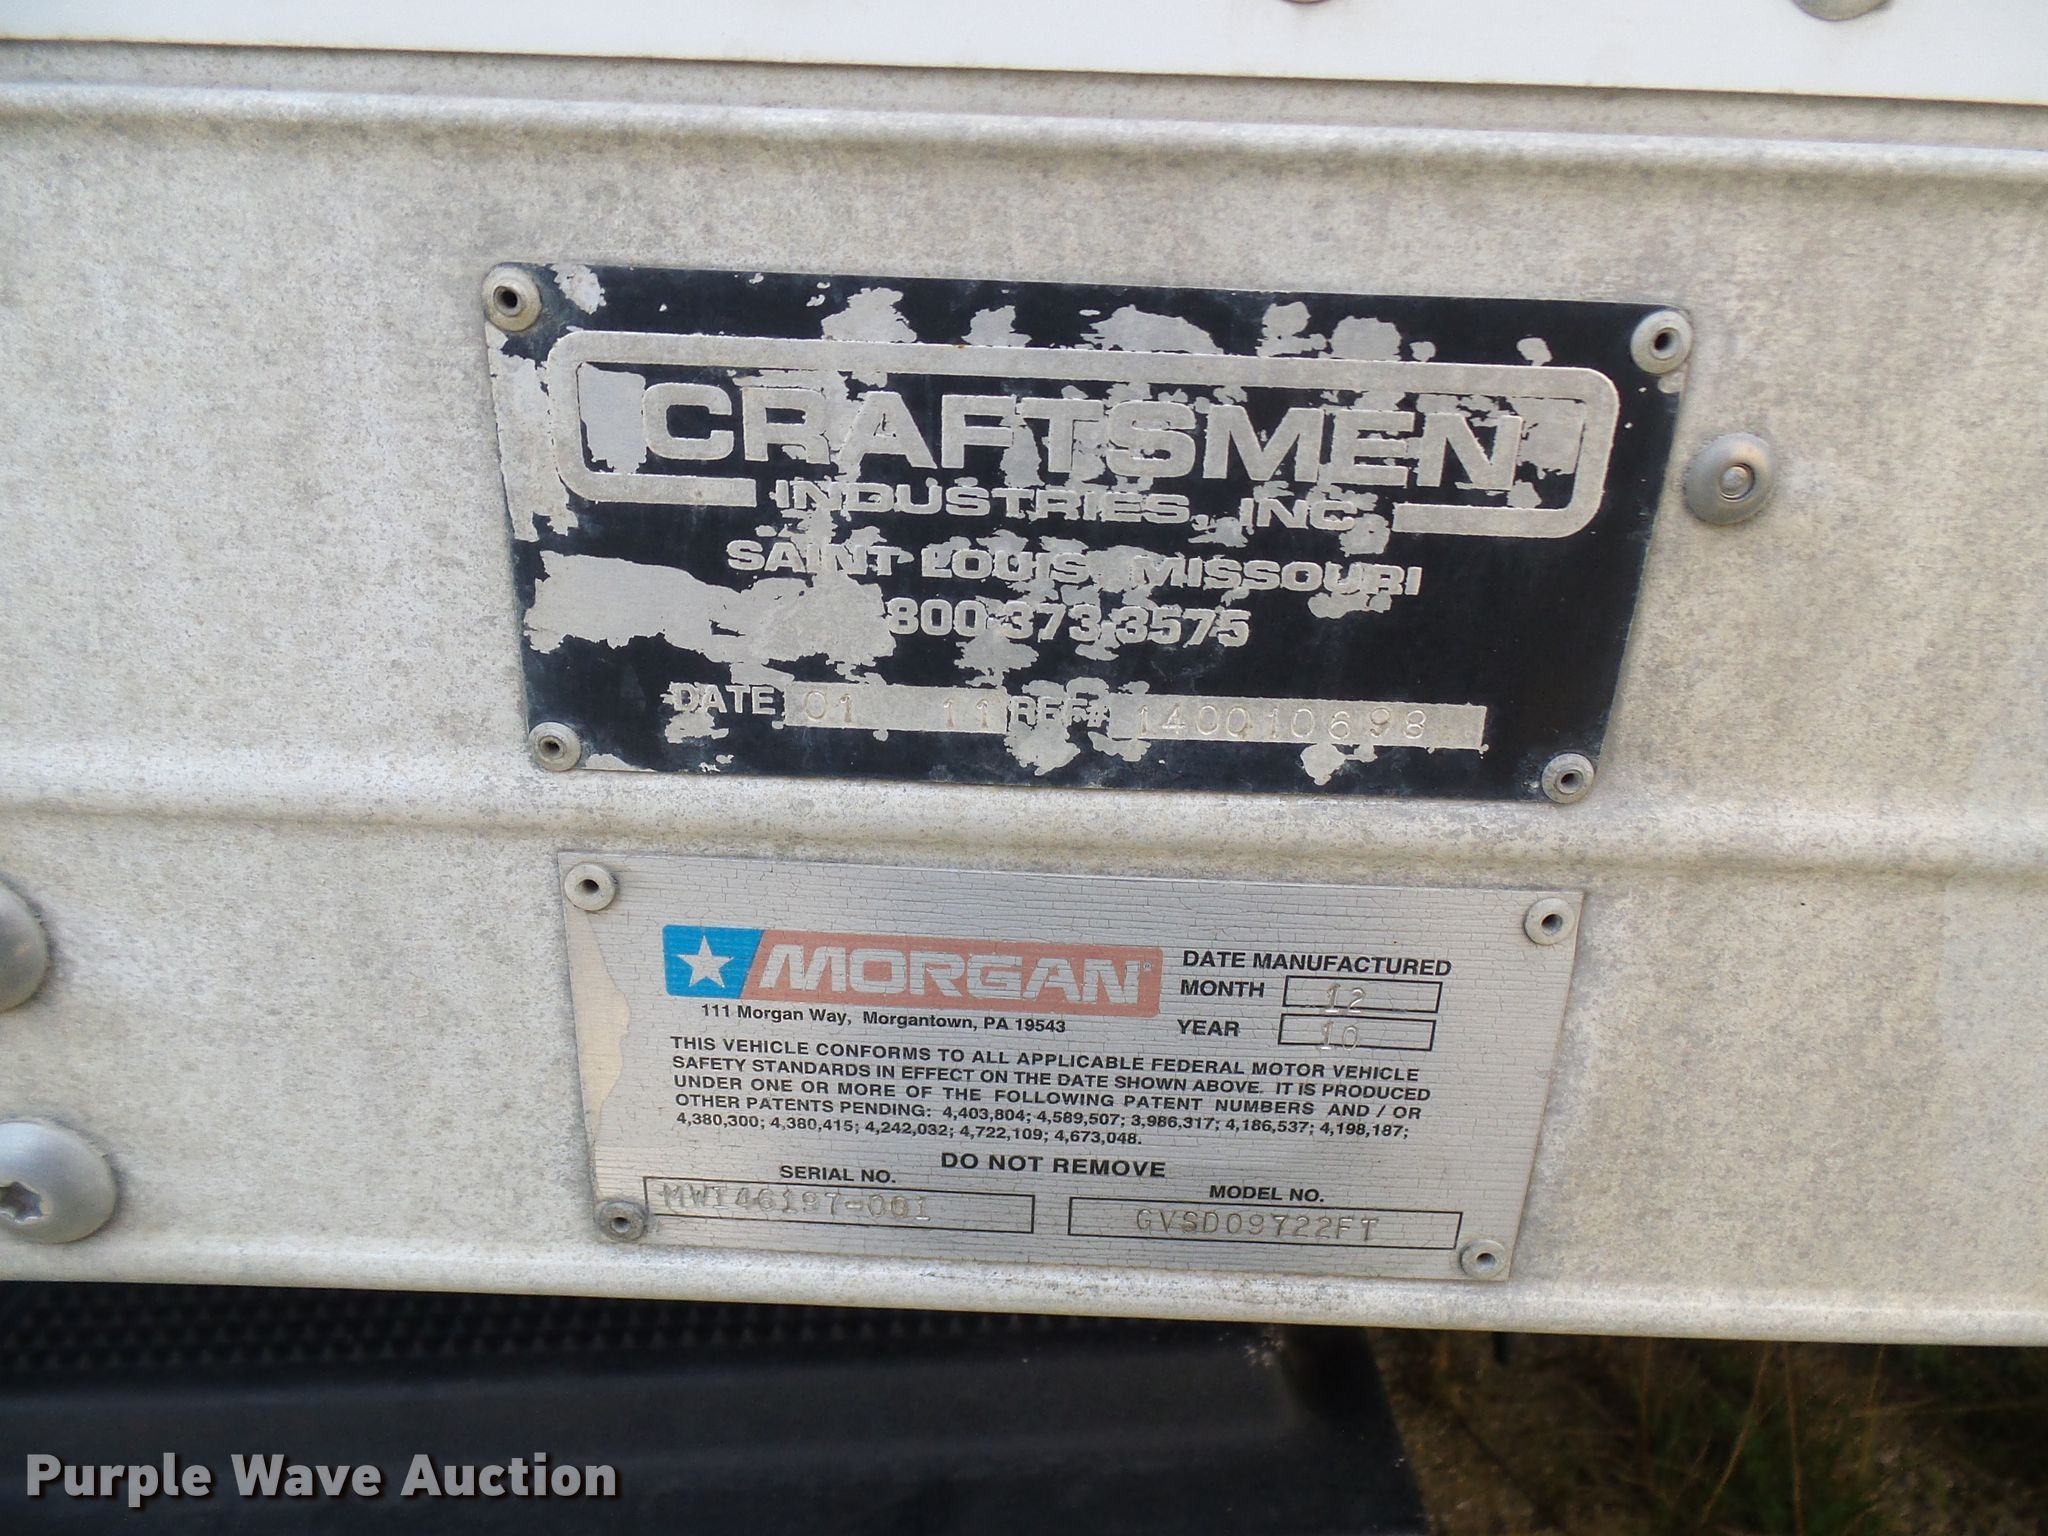 CRAFTSMEN
INDUSTRIES, INC.
SAINT LOUIS, MISSOURI
800-373-3575
DATE 01 11 REF# 1400010698
MORGAN® DATE MANUFACTURED
MONTH 12
111 Morgan Way, Morgantown, PA 19543
YEAR 10
THIS VEHICLE CONFORMS TO ALL APPLICABLE FEDERAL MOTOR VEHICLE
SAFETY STANDARDS IN EFFECT ON THE DATE SHOWN ABOVE. IT IS PRODUCED
UNDER ONE OR MORE OF THE FOLLOWING PATENT NUMBERS AND / OR
OTHER PATENTS PENDING: 4,403,804; 4,589,507; 3,986,317; 4,186,537; 4,198,187;
4,380,300; 4,380,415; 4,242,032; 4,722,109; 4,673,048.
DO NOT REMOVE
SERIAL NO. MODEL NO.
MWI46197-001 GVSD09722FT
Purple Wave Auction